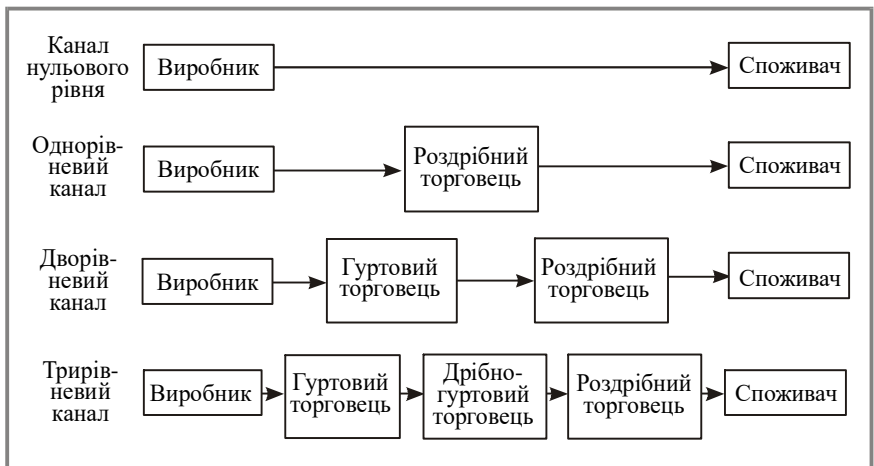 Канал
нульового
рівня
Виробник
Споживач
Однорів-
невий
канал
Виробник
Роздрібний
торговець
Споживач
Дворів-
невий
канал
Виробник
Гуртовий
торговець
Роздрібний
торговець
Споживач
Трирів-
невий
канал
Виробник
Гуртовий
торговець
Дрібно-
гуртовий
торговець
Роздрібний
торговець
Споживач